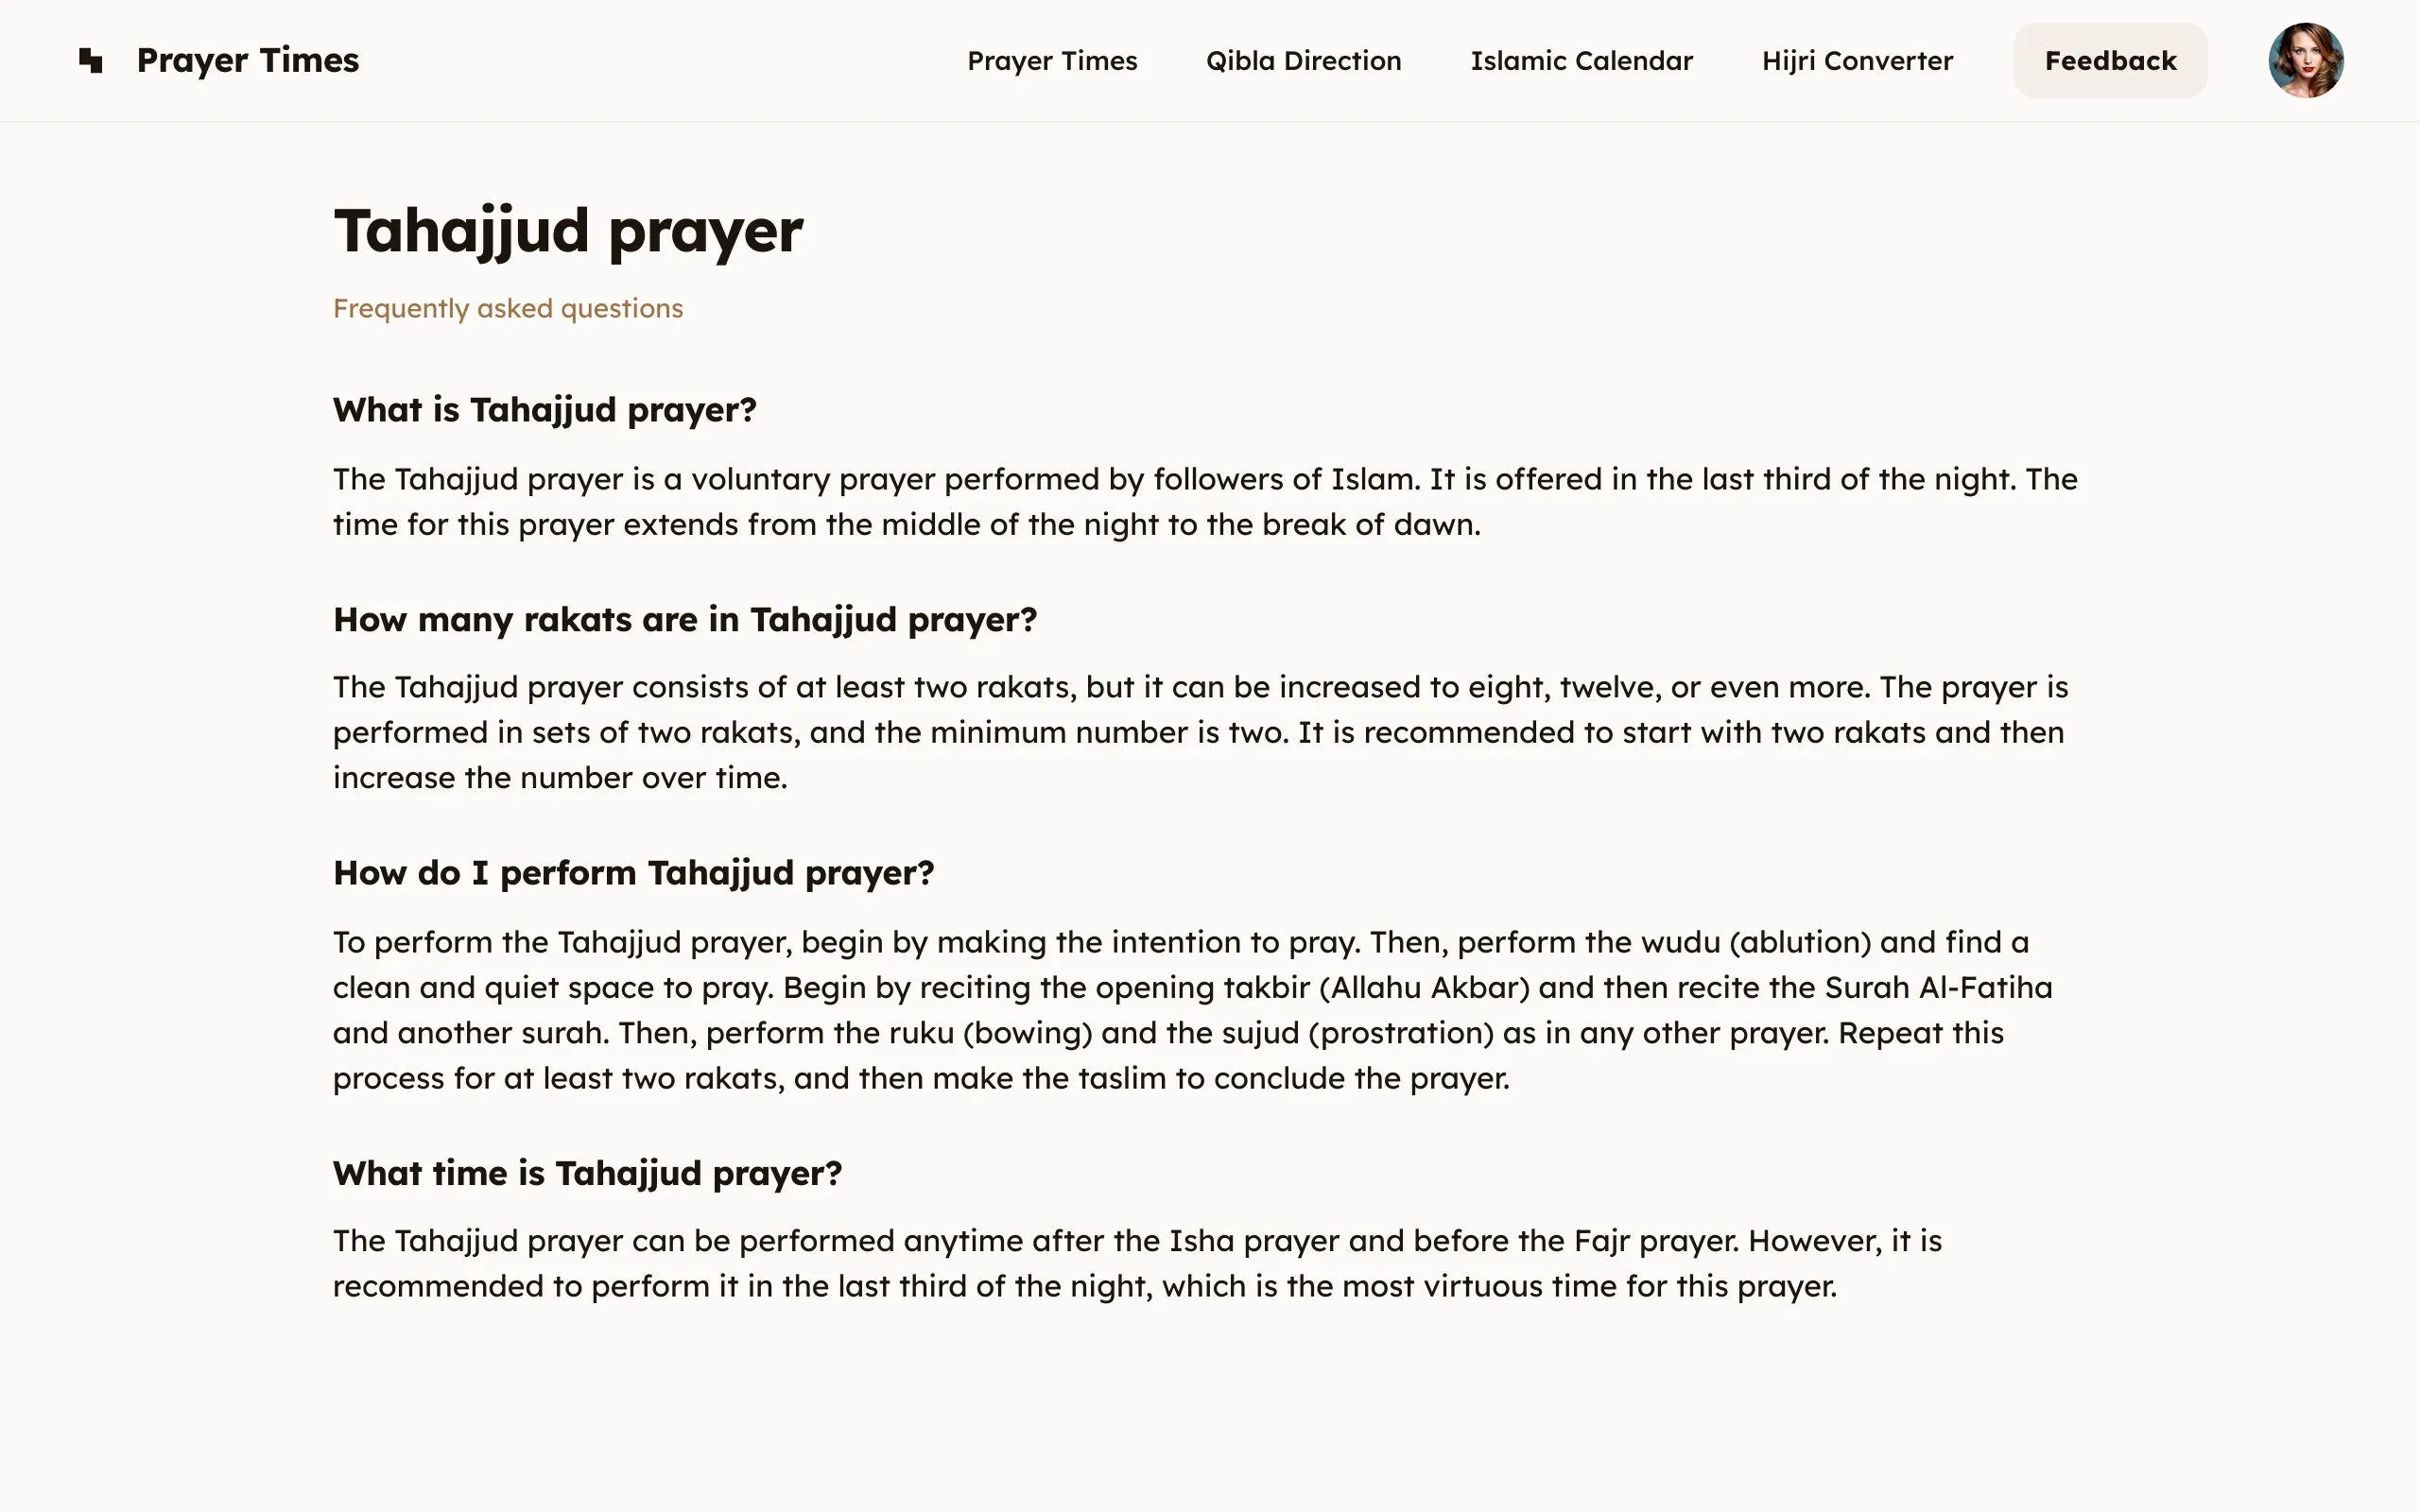 Prayer Times
Prayer Times
Qibla Direction
Islamic Calendar
Hijri Converter
Feedback
Tahajjud prayer
Frequently asked questions
What is Tahajjud prayer?
The Tahajjud prayer is a voluntary prayer performed by followers of Islam. It is offered in the last third of the night. The
time for this prayer extends from the middle of the night to the break of dawn.
How many rakats are in Tahajjud prayer?
The Tahajjud prayer consists of at least two rakats, but it can be increased to eight, twelve, or even more. The prayer is
performed in sets of two rakats, and the minimum number is two. It is recommended to start with two rakats and then
increase the number over time.
How do I perform Tahajjud prayer?
To perform the Tahajjud prayer, begin by making the intention to pray. Then, perform the wudu (ablution) and find a
clean and quiet space to pray. Begin by reciting the opening takbir (Allahu Akbar) and then recite the Surah Al-Fatiha
and another surah. Then, perform the ruku (bowing) and the sujud (prostration) as in any other prayer. Repeat this
process for at least two rakats, and then make the taslim to conclude the prayer.
What time is Tahajjud prayer?
The Tahajjud prayer can be performed anytime after the Isha prayer and before the Fajr prayer. However, it is
recommended to perform it in the last third of the night, which is the most virtuous time for this prayer.